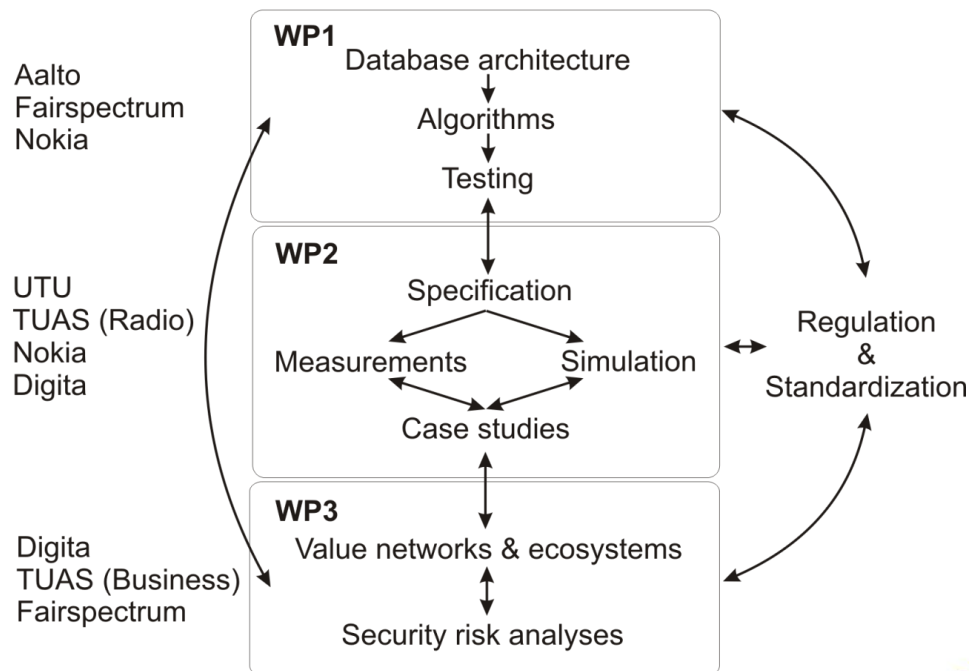 Aalto
Fairspectrum
Nokia
WP1
Database architecture
Algorithms
Testing
UTU
TUAS (Radio)
Nokia
Digita
WP2
Specification
Measurements
Simulation
Case studies
Regulation
&
Standardization
Digita
TUAS (Business)
Fairspectrum
WP3
Value networks & ecosystems
Security risk analyses